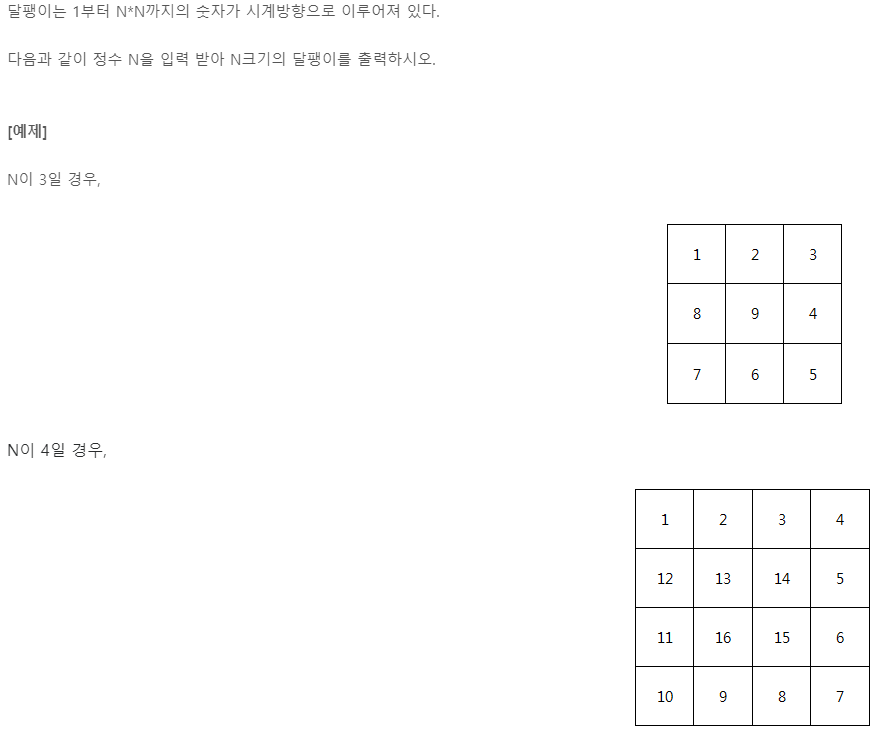 달팽이는 1부터 N*N까지의 숫자가 시계방향으로 이루어져 있다.
다음과 같이 정수 N을 입력 받아 N크기의 달팽이를 출력하시오.
[예제]
N이 3일 경우,
1 2 3
8 9 4
7 6 5
N이 4일 경우,
1 2 3 4
12 13 14 5
11 16 15 6
10 9 8 7